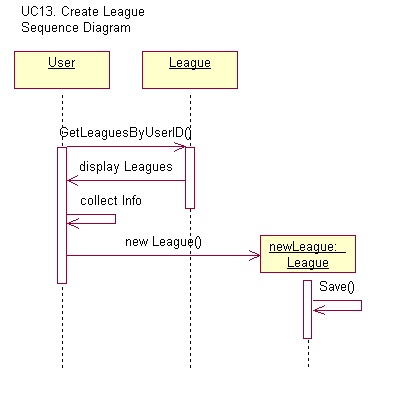 UC13. Create League
Sequence Diagram
User
League
GetLeaguesByUserID()
display Leagues
collect Info
new League()
newLeague:
League
Save()